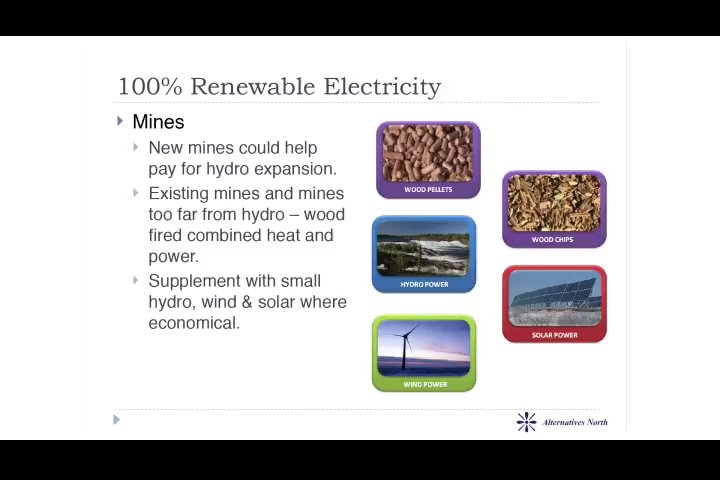 100% Renewable Electricity
Mines
New mines could help
pay for hydro expansion.
Existing mines and mines
too far from hydro – wood
fired combined heat and
power.
Supplement with small
hydro, wind & solar where
economical.
WOOD PELLETS
WOOD CHIPS
HYDRO POWER
SOLAR POWER
WIND POWER
Alternatives North